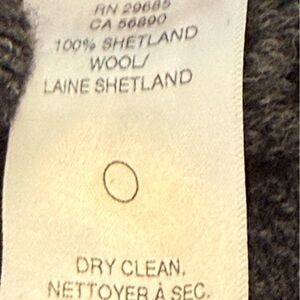 RN 29685
CA 56890
100% SHETLAND
WOOL/
LAINE SHETLAND
DRY CLEAN.
NETTOYER À SEC.